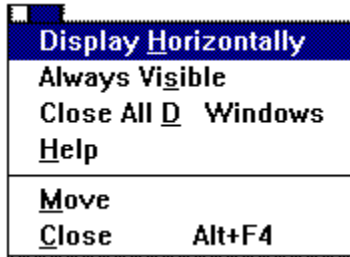 Display Horizontally
Always Visible
Close All D Windows
Help
Move
Close Alt+F4